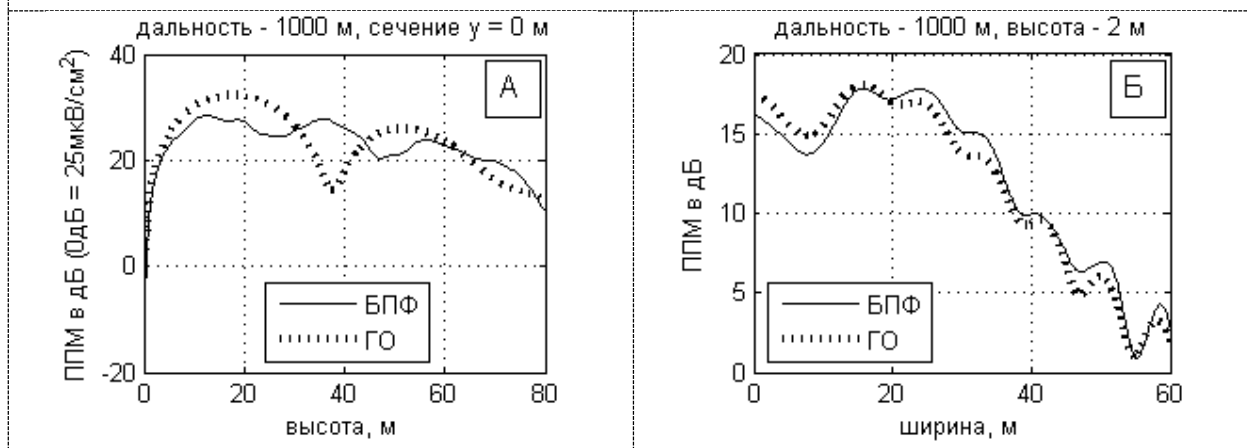 дальность - 1000 м, сечение y = 0 м
ППМ в дБ (0дБ = 25мкВ/см²)
40
20
0
-20
А
БПФ
ГО
0 20 40 60 80
высота, м
дальность - 1000 м, высота - 2 м
ППМ в дБ
20
15
10
5
0
Б
БПФ
ГО
0 20 40 60
ширина, м